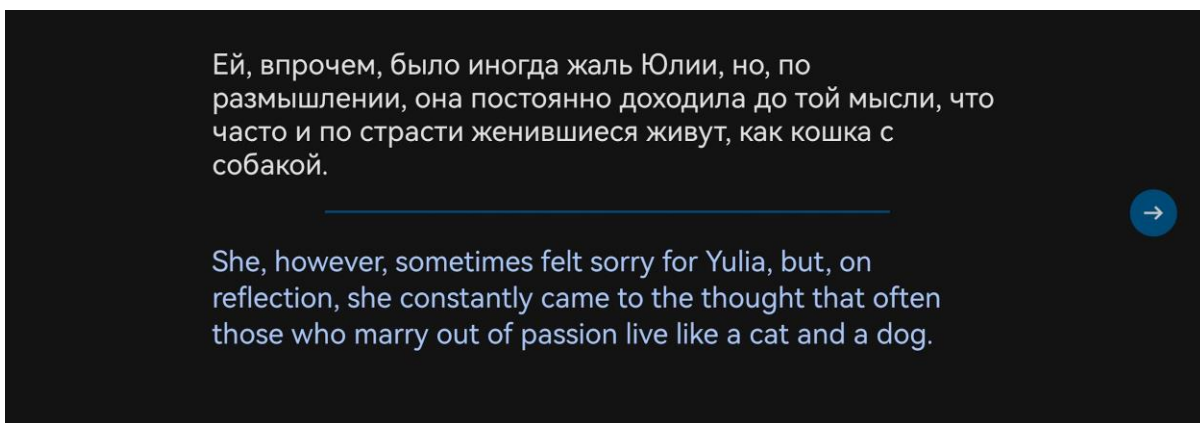 Ей, впрочем, было иногда жаль Юлии, но, по
размышлении, она постоянно доходила до той мысли, что
часто и по страсти женившиеся живут, как кошка с
собакой.
She, however, sometimes felt sorry for Yulia, but, on
reflection, she constantly came to the thought that often
those who marry out of passion live like a cat and a dog.